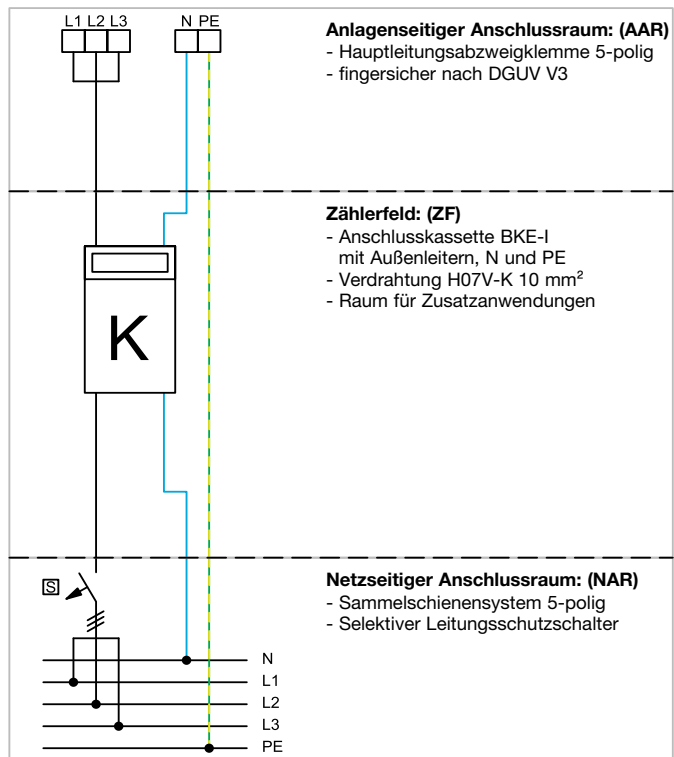 L1 L2 L3 N PE
Anlagenseitiger Anschlussraum: (AAR)
- Hauptleitungsabzweigklemme 5-polig
- fingersicher nach DGUV V3
Zählerfeld: (ZF)
- Anschlusskassette BKE-I
mit Außenleitern, N und PE
- Verdrahtung H07V-K 10 mm²
- Raum für Zusatzanwendungen
K
Netzseitiger Anschlussraum: (NAR)
- Sammelschienensystem 5-polig
- Selektiver Leitungsschutzschalter
S
N
L1
L2
L3
PE